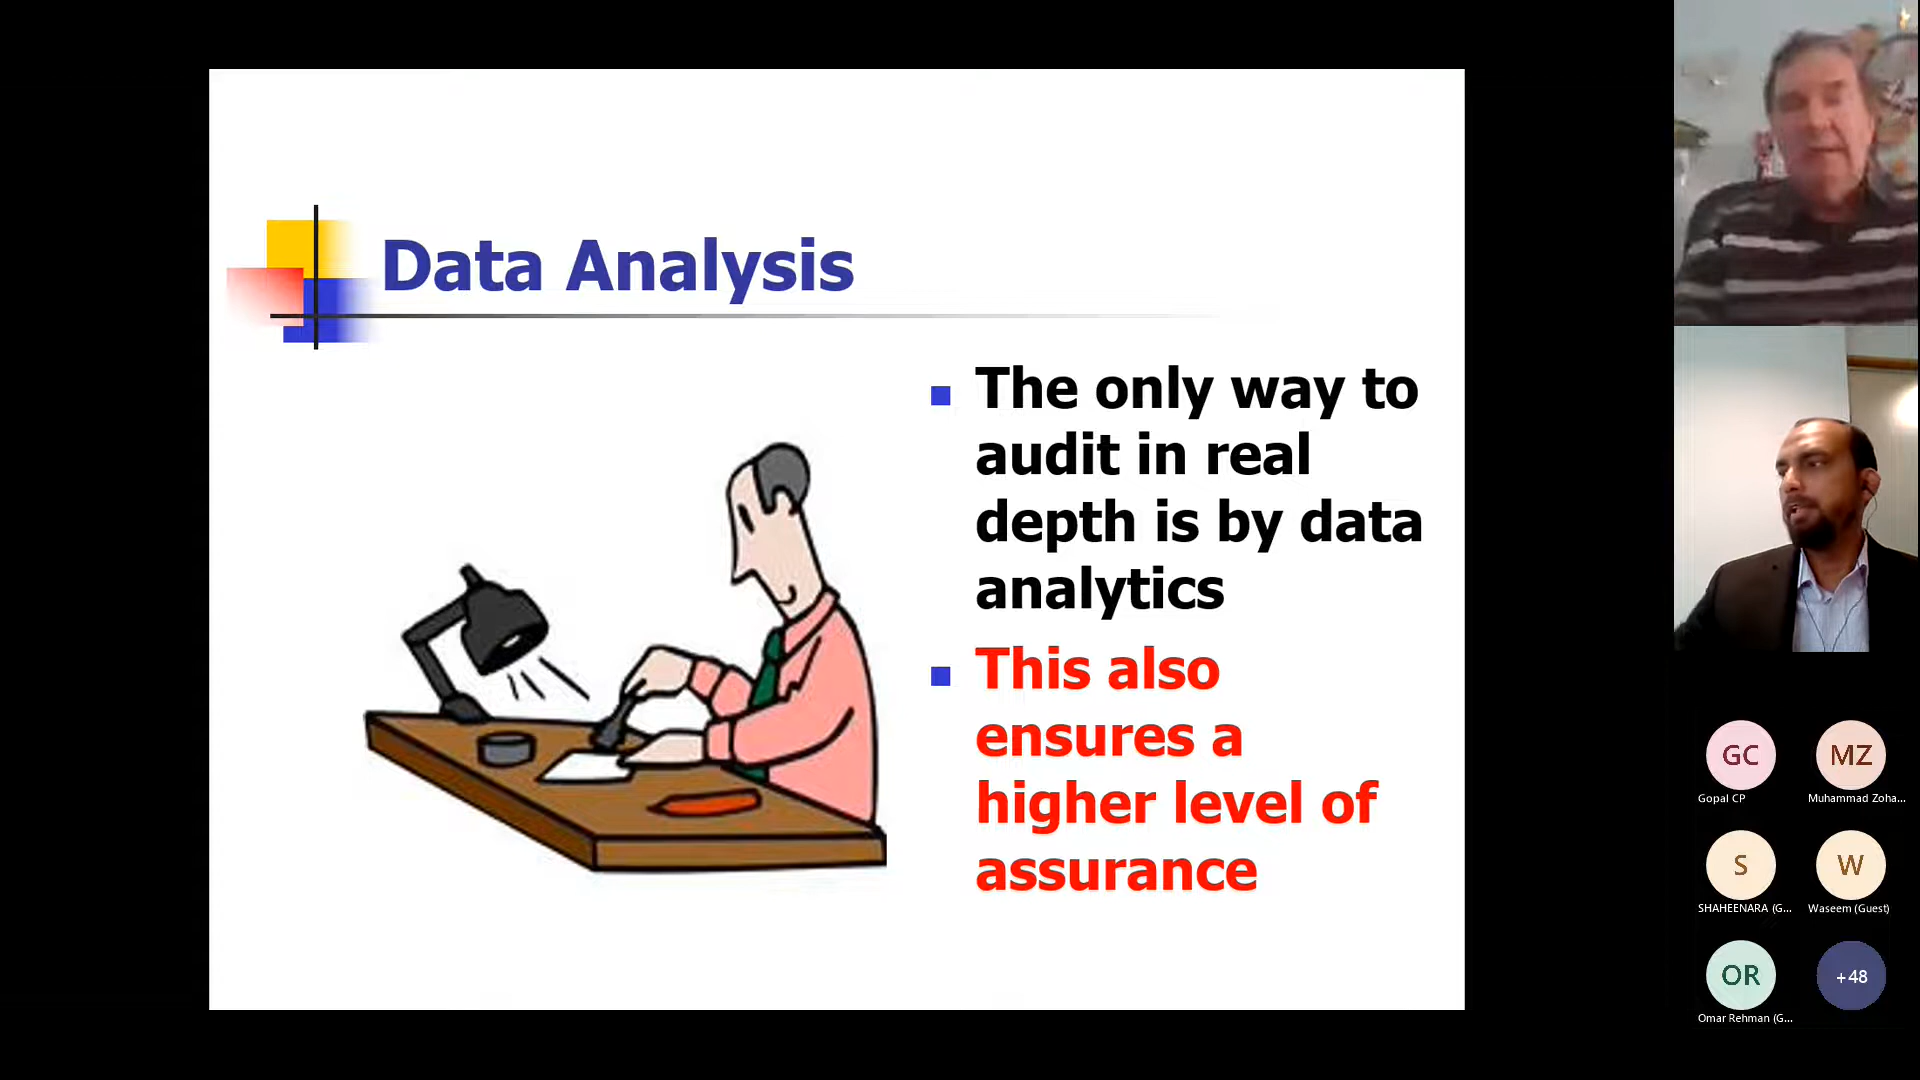 Data Analysis
The only way to
audit in real
depth is by data
analytics
This also
ensures a
higher level of
assurance
GC
MZ
Gopal CP
Muhammad Zoha...
S
W
SHAHEENARA (G...
Waseem (Guest)
OR
+48
Omar Rehman (G...